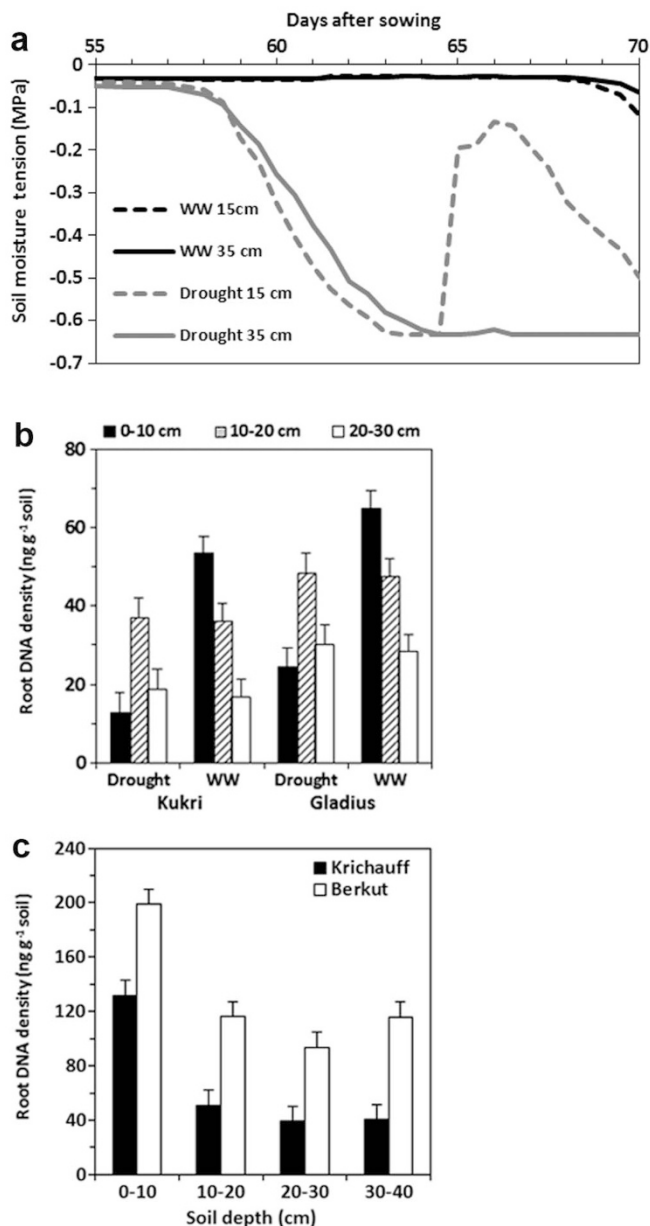 a
Days after sowing
55 60 65 70
Soil moisture tension (MPa)
0
-0.1
-0.2
-0.3
-0.4
-0.5
-0.6
-0.7
WW 15cm
WW 35 cm
Drought 15 cm
Drought 35 cm
b
0-10 cm 10-20 cm 20-30 cm
Root DNA density (ng g⁻¹ soil)
80
60
40
20
0
Drought WW Drought WW
Kukri Gladius
c
Krichauff
Berkut
Root DNA density (ng g⁻¹ soil)
240
200
160
120
80
40
0
0-10 10-20 20-30 30-40
Soil depth (cm)